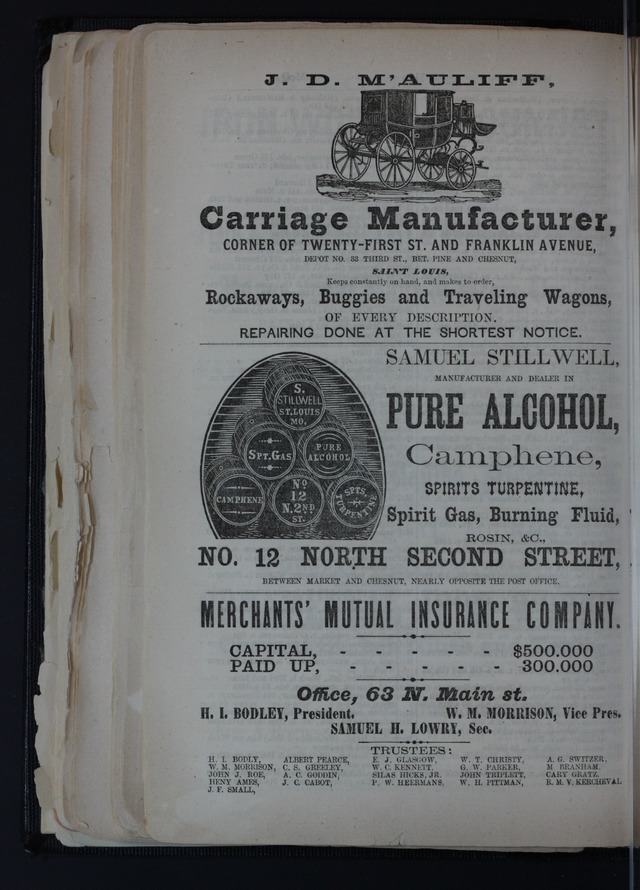 J. D. M'AULIFF,
Carriage Manufacturer,
CORNER OF TWENTY-FIRST ST. AND FRANKLIN AVENUE,
DEPOT NO. 33 THIRD ST., BET. PINE AND CHESNUT,
SAINT LOUIS,
Keeps constantly on hand, and makes to order,
Rockaways, Buggies and Traveling Wagons,
OF EVERY DESCRIPTION.
REPAIRING DONE AT THE SHORTEST NOTICE.
S. STILLWELL ST. LOUIS MO.
SPT. GAS
PURE ALCOHOL
CAMPHENE
No 12 N. 2ND ST.
SPTS. TURPENTINE
SAMUEL STILLWELL,
MANUFACTURER AND DEALER IN
PURE ALCOHOL,
Camphene,
SPIRITS TURPENTINE,
Spirit Gas, Burning Fluid,
ROSIN, &C.,
NO. 12 NORTH SECOND STREET,
BETWEEN MARKET AND CHESNUT, NEARLY OPPOSITE THE POST OFFICE.
MERCHANTS' MUTUAL INSURANCE COMPANY.
CAPITAL, - - - - - $500.000
PAID UP, - - - - - 300.000
Office, 63 N. Main st.
H. I. BODLEY, President. W. M. MORRISON, Vice Pres.
SAMUEL H. LOWRY, Sec.
TRUSTEES:
H. I. BODLY, ALBERT PEARCE, E. J. GLASGOW, W. T. CHRISTY, A. G. SWITZER,
W. M. MORRISON, C. S. GREELEY, W. C. KENNETT, G. W. PARKER, M. BRANHAM,
JOHN J. ROE, A. C. GODDIN, SILAS HICKS, JR. JOHN TRIPLETT, CARY GRATZ,
HENY AMES, J. C. CABOT, P. W. HEERMANS, W. H. PITTMAN, B. M. V. KERCHEVAL
J. F. SMALL,